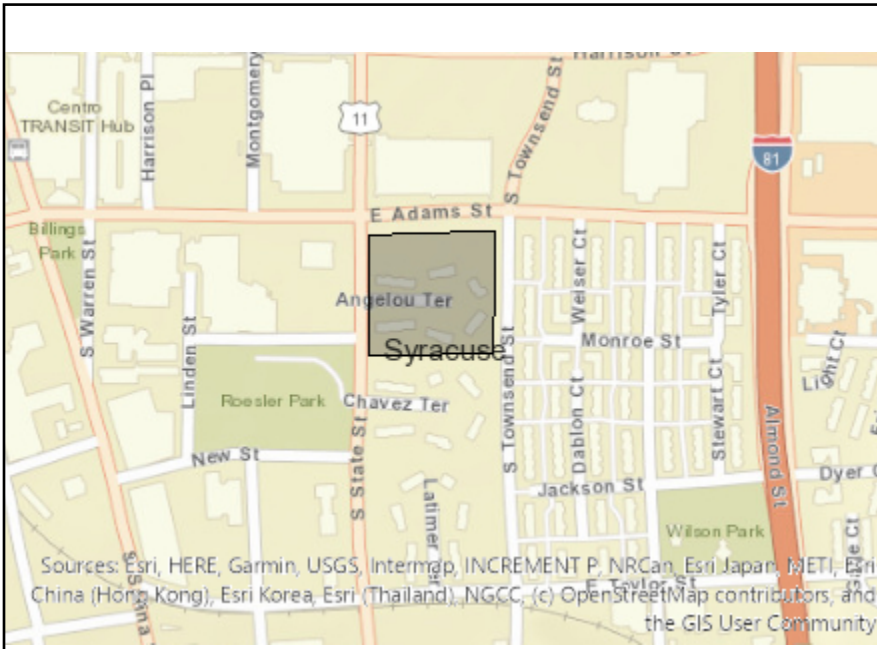 Harrison St
Centro
TRANSIT Hub
Harrison Pl
Montgomery
11
S Townsend St
81
E Adams St
Billings
Park
S Warren St
Linden St
Angelou Ter
Syracuse
S Townsend St
Weiser Ct
Monroe St
Tyler Ct
Light Ct
Roesler Park
Chavez Ter
New St
S State St
Dablon Ct
Stewart Ct
Almond St
Jackson St
Dyer
Latimer
Wilson Park
E Taylor St
Sources: Esri, HERE, Garmin, USGS, Intermap, INCREMENT P, NRCan, Esri Japan, METI, Esri
China (Hong Kong), Esri Korea, Esri (Thailand), NGCC, (c) OpenStreetMap contributors, and
the GIS User Community